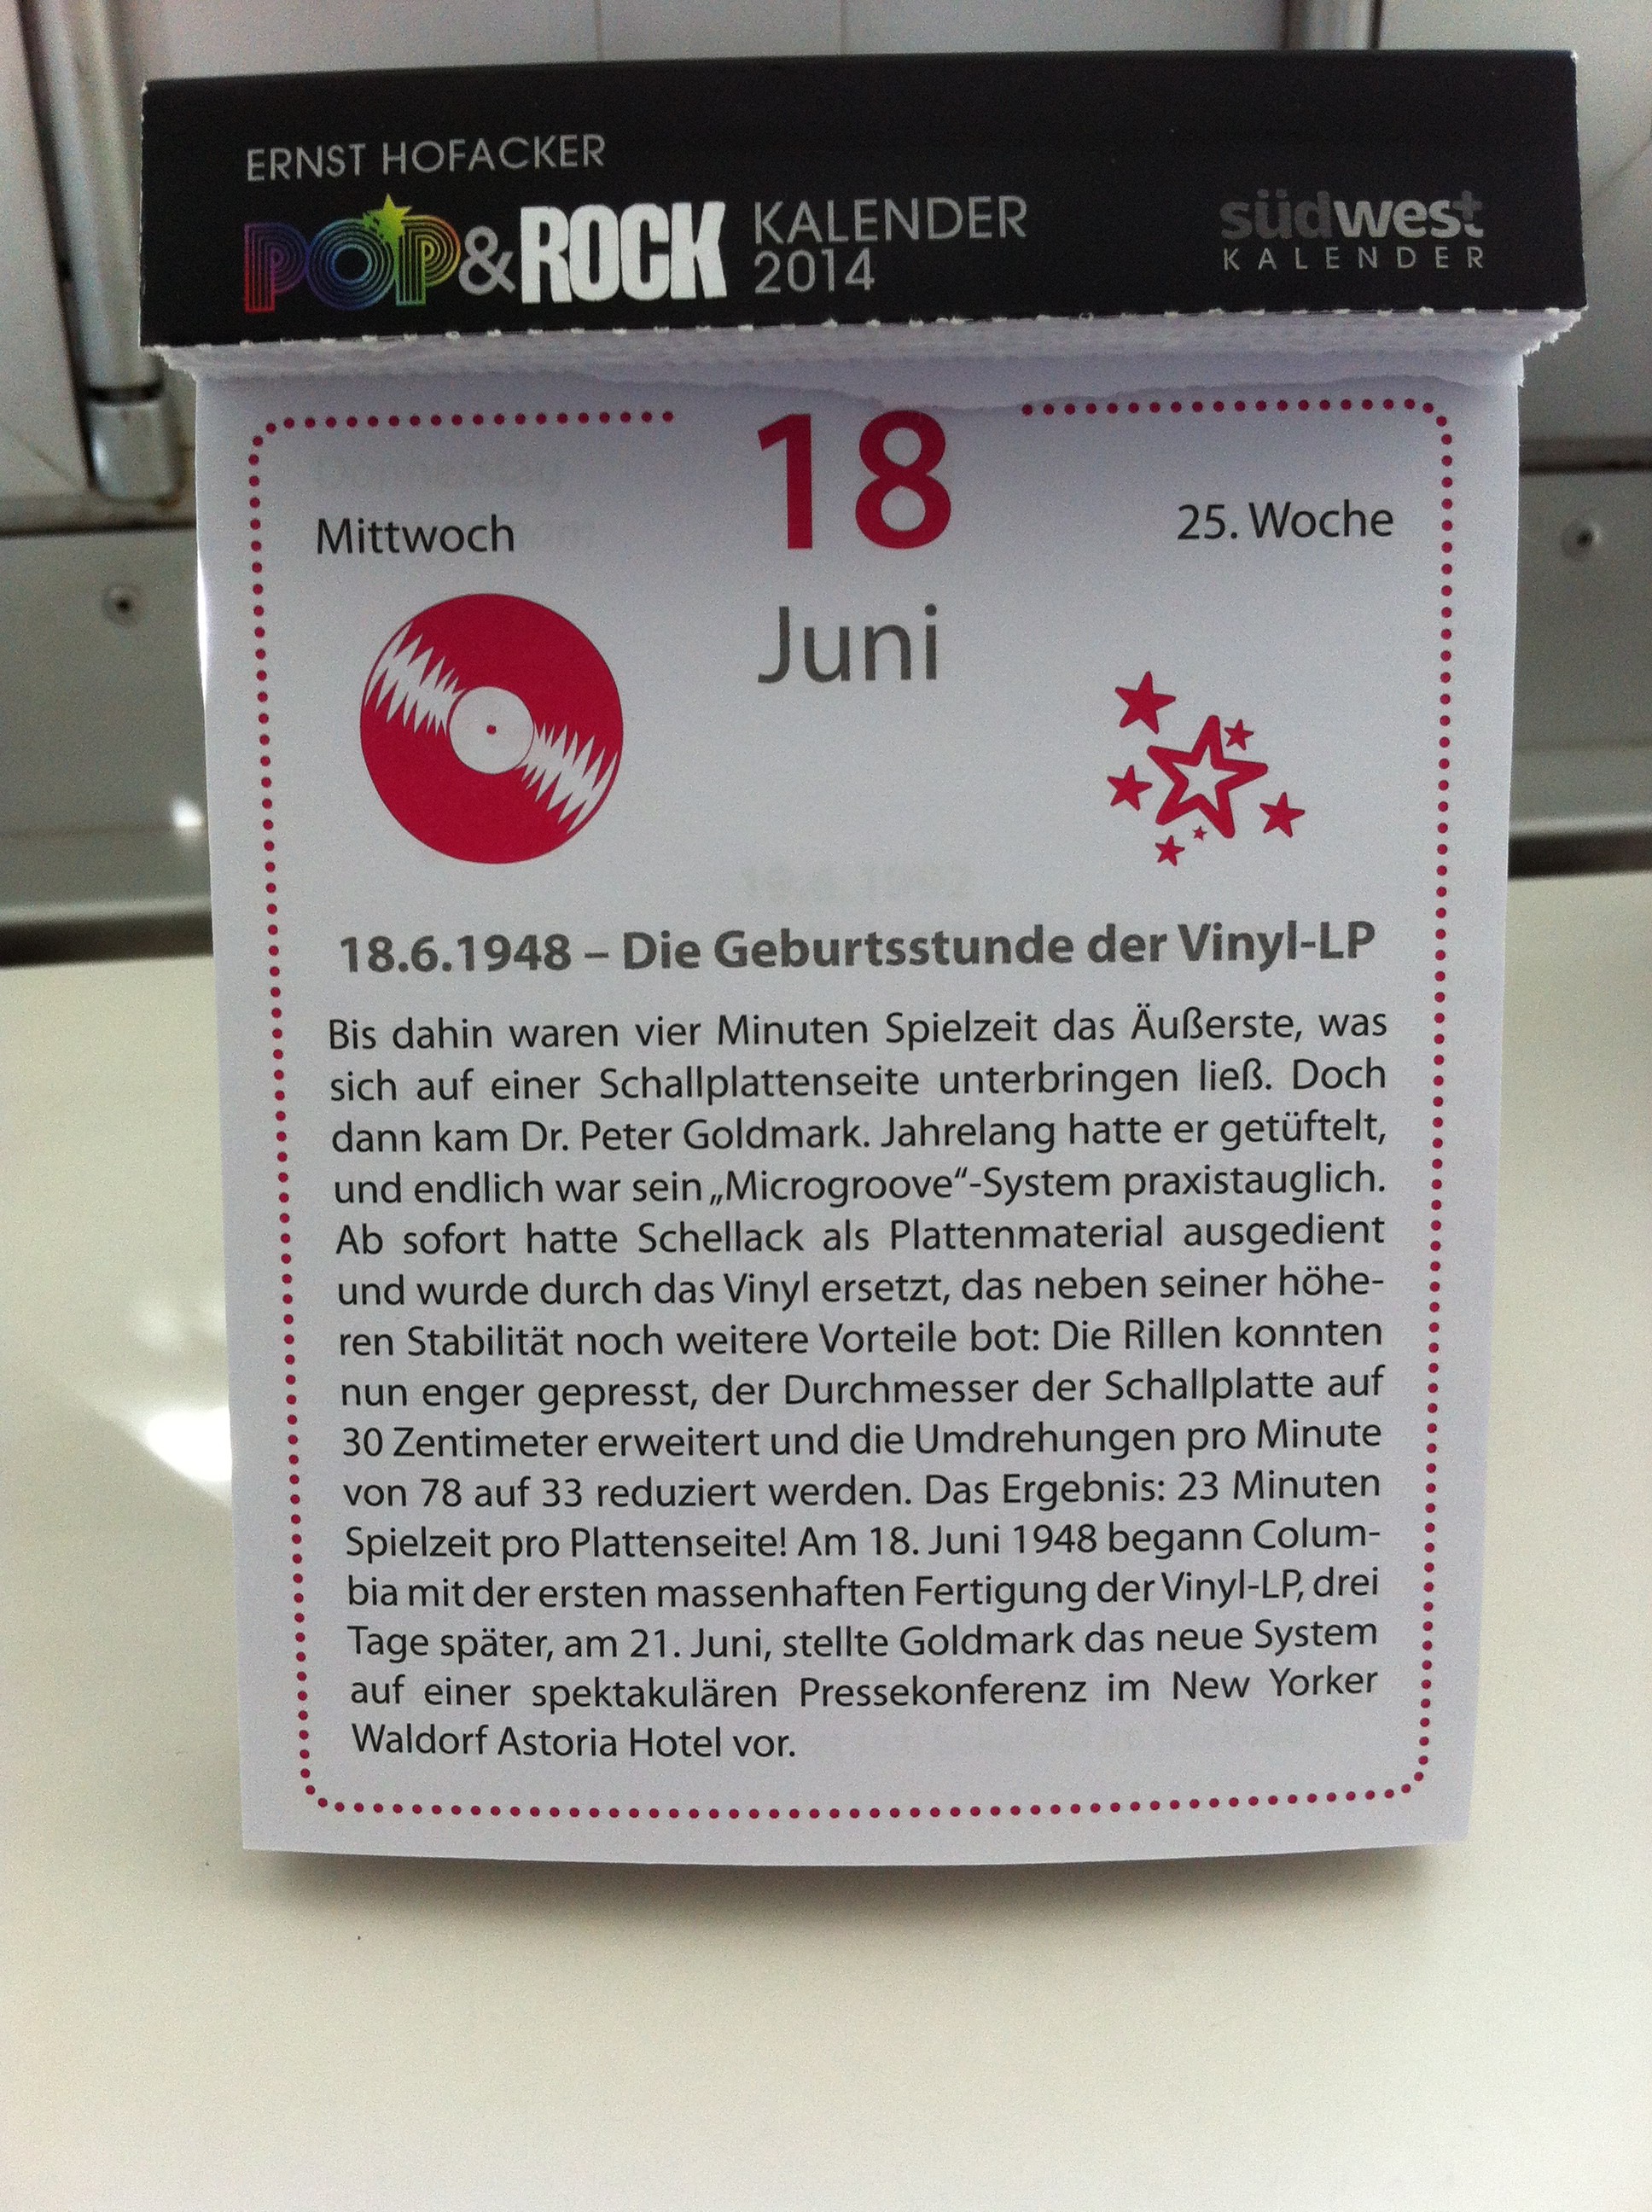 ERNST HOFACKER
POP&ROCK KALENDER 2014
südwest
KALENDER
18
Mittwoch
25. Woche
Juni
18.6.1948 – Die Geburtsstunde der Vinyl-LP
Bis dahin waren vier Minuten Spielzeit das Äußerste, was
sich auf einer Schallplattenseite unterbringen ließ. Doch
dann kam Dr. Peter Goldmark. Jahrelang hatte er getüftelt,
und endlich war sein „Microgroove“-System praxistauglich.
Ab sofort hatte Schellack als Plattenmaterial ausgedient
und wurde durch das Vinyl ersetzt, das neben seiner höhe-
ren Stabilität noch weitere Vorteile bot: Die Rillen konnten
nun enger gepresst, der Durchmesser der Schallplatte auf
30 Zentimeter erweitert und die Umdrehungen pro Minute
von 78 auf 33 reduziert werden. Das Ergebnis: 23 Minuten
Spielzeit pro Plattenseite! Am 18. Juni 1948 begann Colum-
bia mit der ersten massenhaften Fertigung der Vinyl-LP, drei
Tage später, am 21. Juni, stellte Goldmark das neue System
auf einer spektakulären Pressekonferenz im New Yorker
Waldorf Astoria Hotel vor.